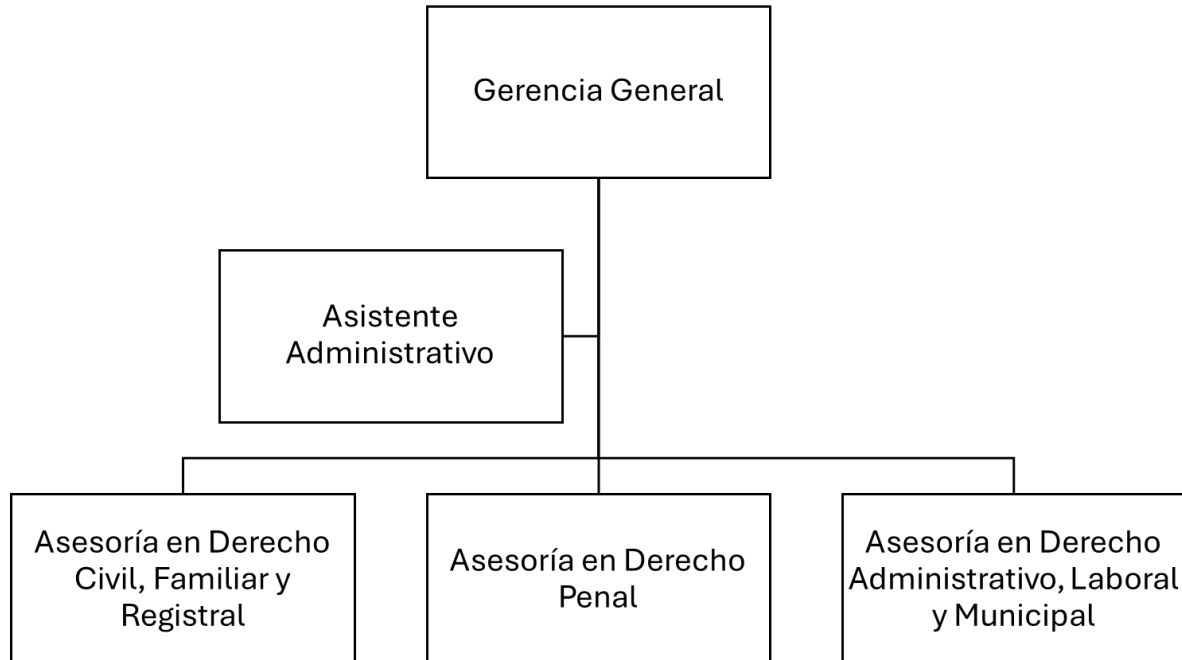 Gerencia General
Asistente
Administrativo
Asesoría en Derecho
Civil, Familiar y
Registral
Asesoría en Derecho
Penal
Asesoría en Derecho
Administrativo, Laboral
y Municipal